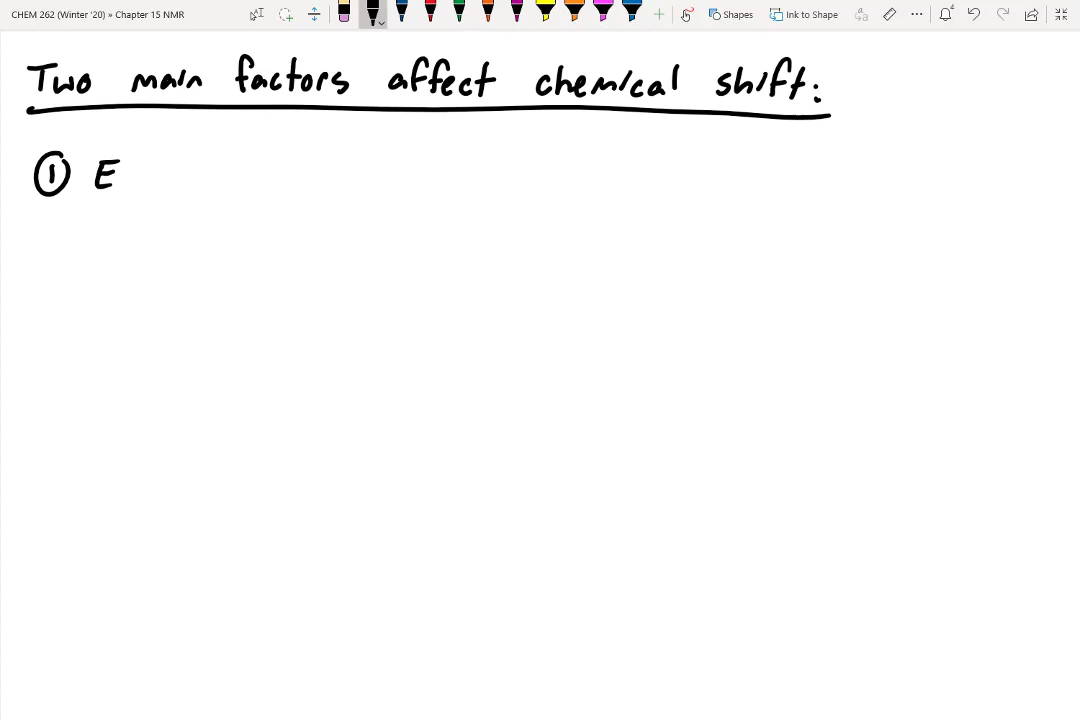 CHEM 262 (Winter '20) » Chapter 15 NMR Shapes Ink to Shape
Two main factors affect chemical shift:
① E